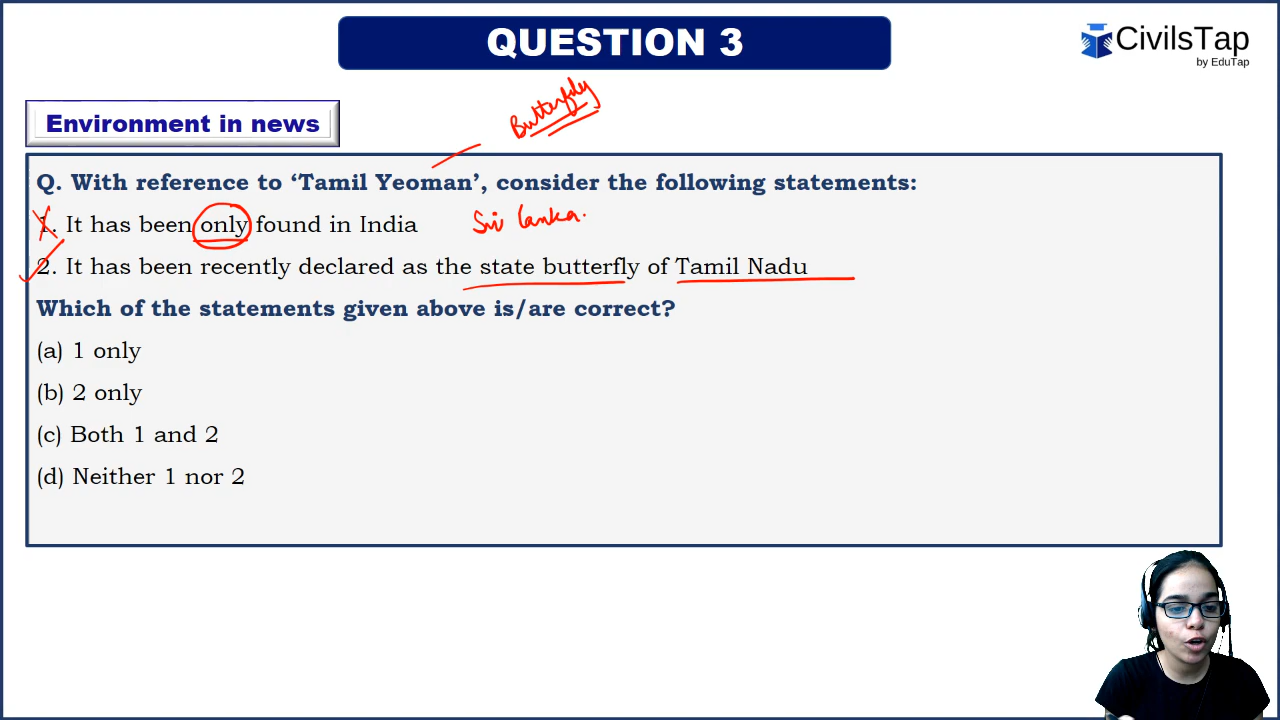 QUESTION 3
CivilsTap
by EduTap
Environment in news
Butterfly
Q. With reference to ‘Tamil Yeoman’, consider the following statements:
1. It has been only found in India
Sri lanka.
2. It has been recently declared as the state butterfly of Tamil Nadu
Which of the statements given above is/are correct?
(a) 1 only
(b) 2 only
(c) Both 1 and 2
(d) Neither 1 nor 2